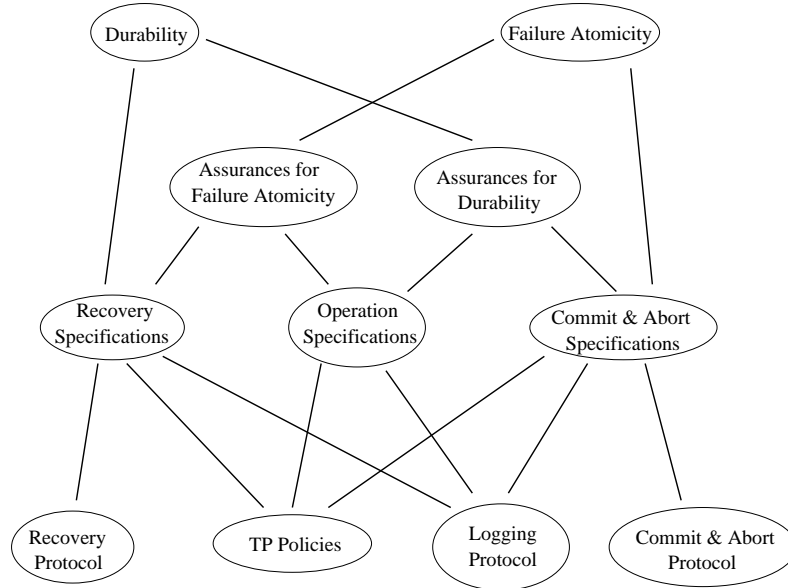 Durability
Failure Atomicity
Assurances for
Failure Atomicity
Assurances for
Durability
Recovery
Specifications
Operation
Specifications
Commit & Abort
Specifications
Recovery
Protocol
TP Policies
Logging
Protocol
Commit & Abort
Protocol